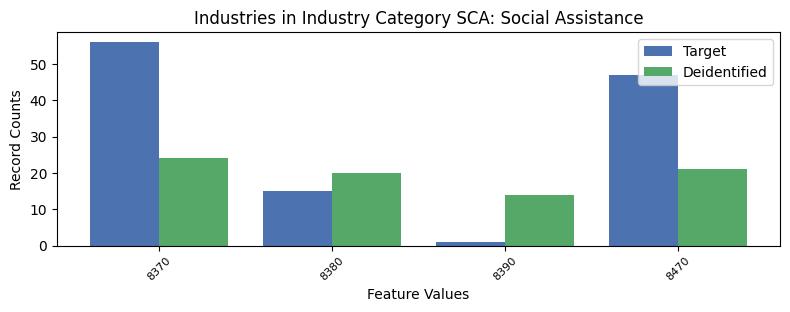 Industries in Industry Category SCA: Social Assistance
Target
Deidentified
Record Counts
50
40
30
20
10
0
8370
8380
8390
8470
Feature Values